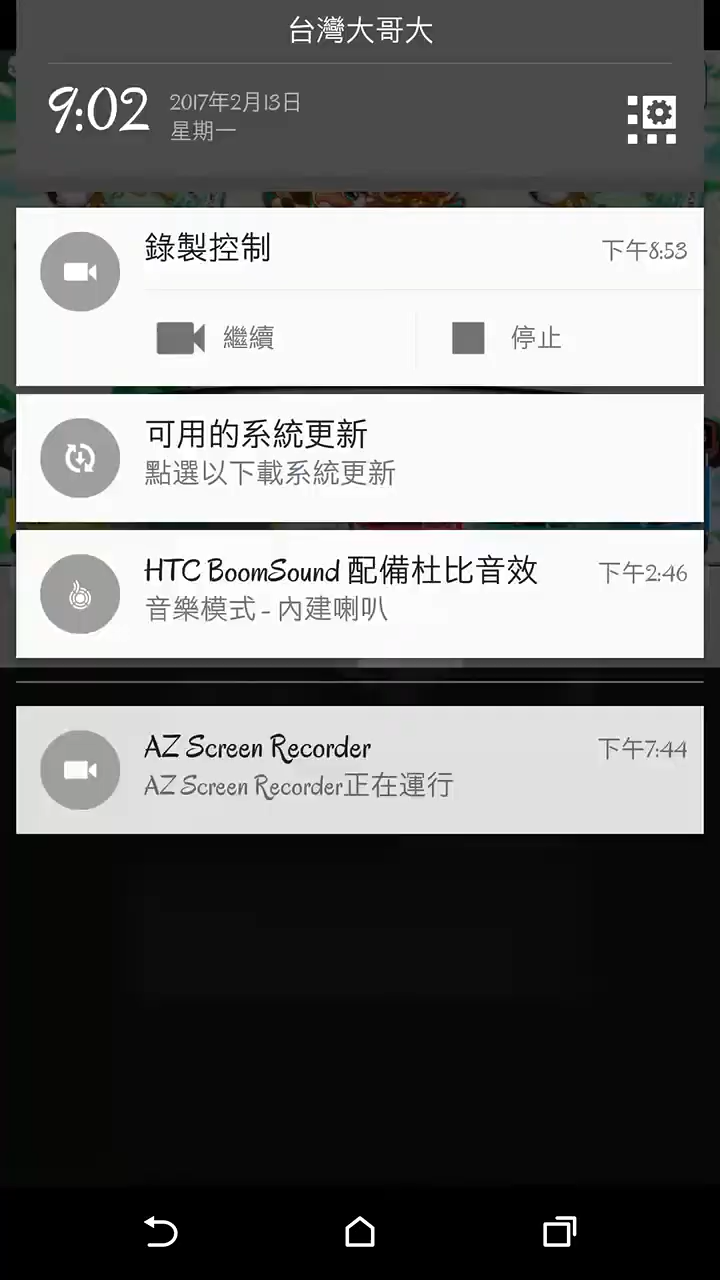 台灣大哥大
9:02
2017年2月13日
星期一
錄製控制
下午8:53
繼續
停止
可用的系統更新
點選以下載系統更新
HTC BoomSound 配備杜比音效
下午2:46
音樂模式 - 內建喇叭
AZ Screen Recorder
下午7:44
AZ Screen Recorder正在運行